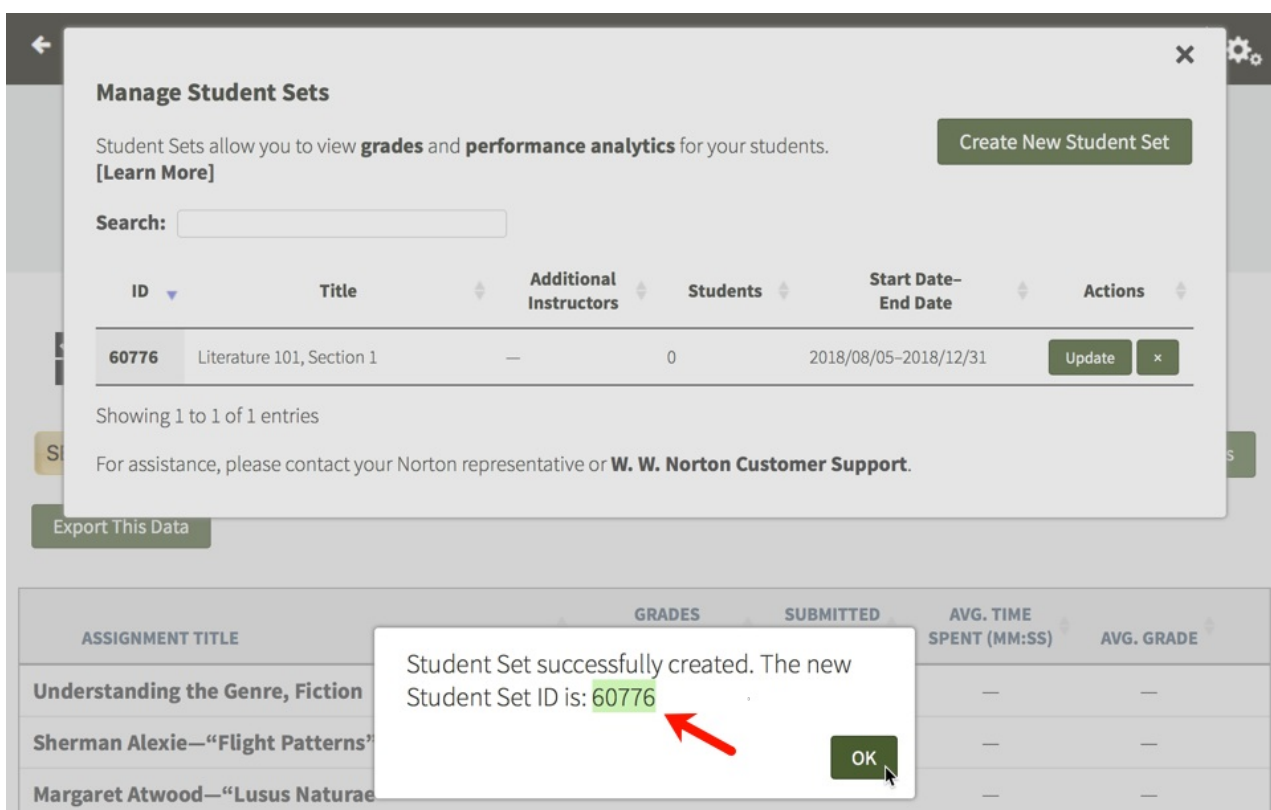 Manage Student Sets
Create New Student Set
Student Sets allow you to view grades and performance analytics for your students.
[Learn More]
Search:
ID Title Additional Instructors Students Start Date– End Date Actions
60776 Literature 101, Section 1 — 0 2018/08/05–2018/12/31 Update ×
Showing 1 to 1 of 1 entries
For assistance, please contact your Norton representative or W. W. Norton Customer Support.
Export This Data
ASSIGNMENT TITLE GRADES SUBMITTED AVG. TIME SPENT (MM:SS) AVG. GRADE
Student Set successfully created. The new
Student Set ID is: 60776
OK
Understanding the Genre, Fiction — —
Sherman Alexie—“Flight Patterns” — —
Margaret Atwood—“Lusus Naturae — —